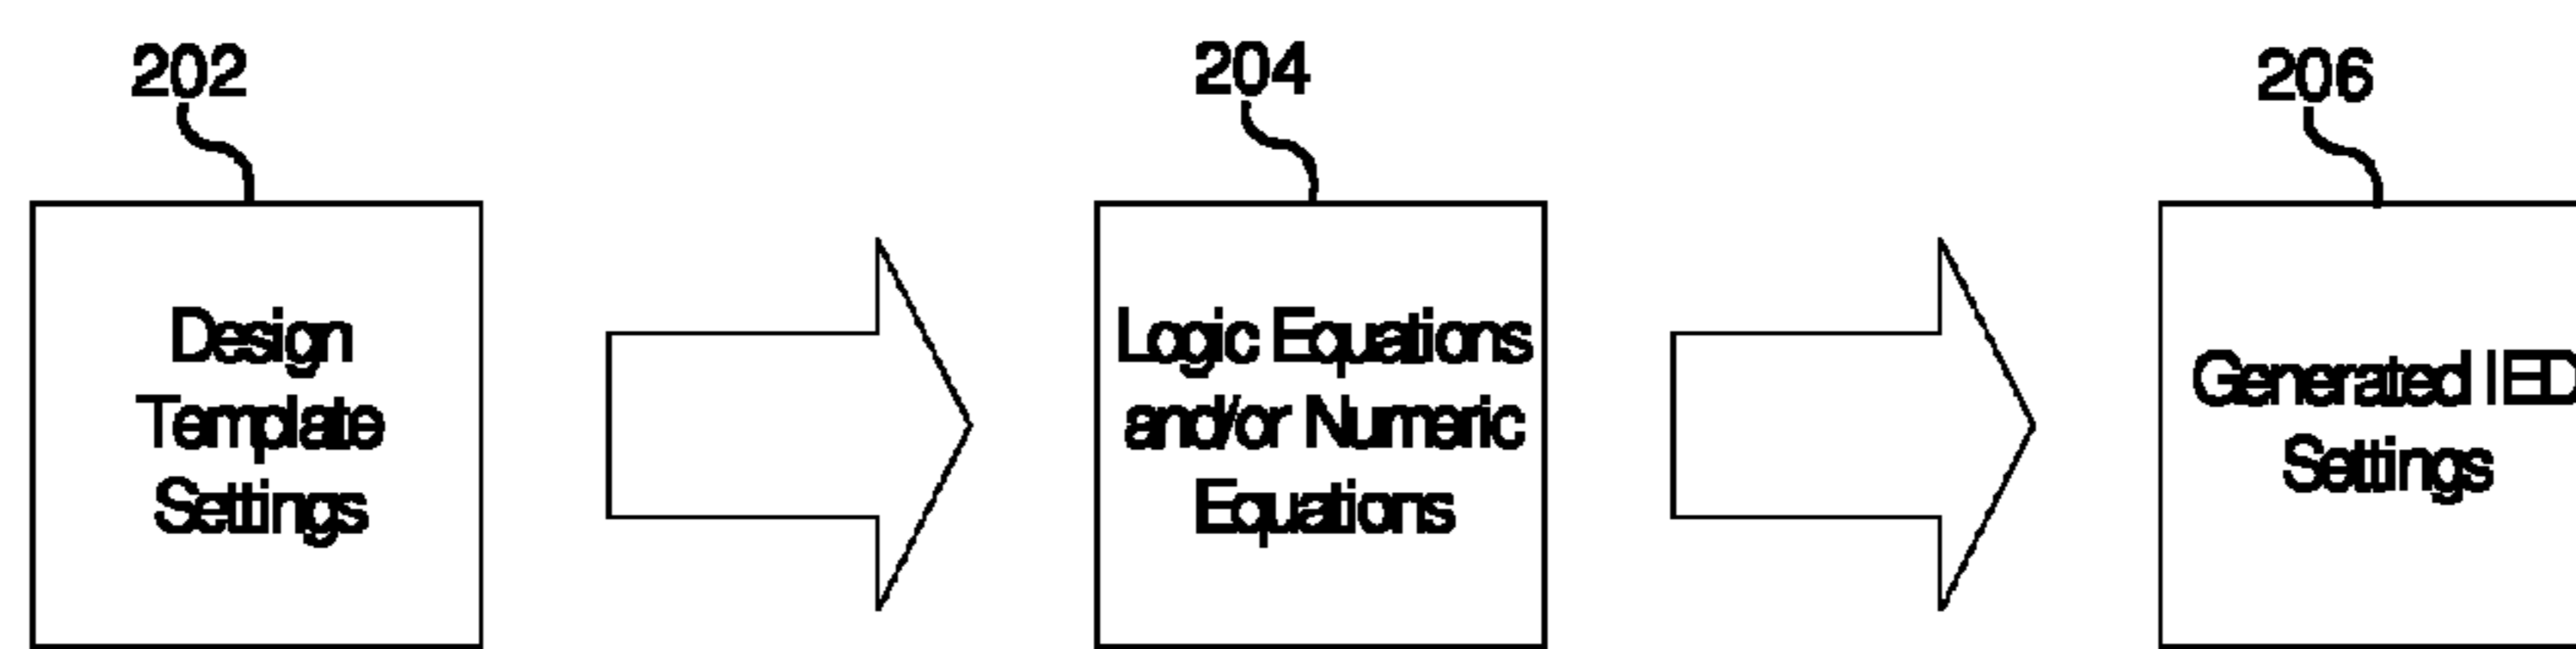 202
Design
Template
Settings
204
Logic Equations
and/or Numeric
Equations
206
Generated IED
Settings